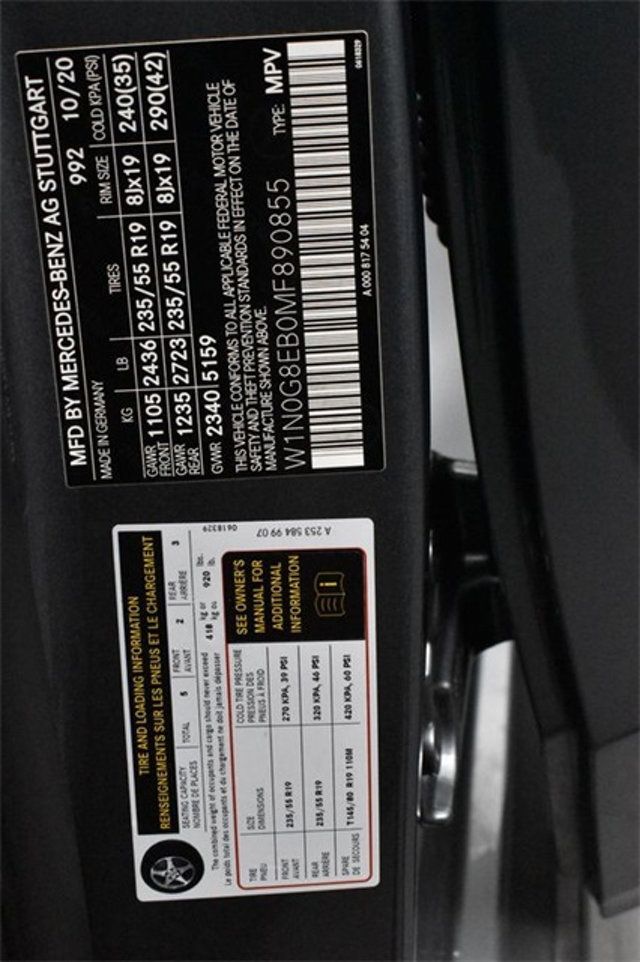 MFD BY MERCEDES-BENZ AG STUTTGART
MADE IN GERMANY 992 10/20
KG LB TIRES RIM SIZE COLD KPA (PSI)
GAWR FRONT 1105 2436 235/55 R19 8Jx19 240(35)
GAWR REAR 1235 2723 235/55 R19 8Jx19 290(42)
GVWR 2340 5159
THIS VEHICLE CONFORMS TO ALL APPLICABLE FEDERAL MOTOR VEHICLE
SAFETY AND THEFT PREVENTION STANDARDS IN EFFECT ON THE DATE OF
MANUFACTURE SHOWN ABOVE.
W1N0G8EB0MF890855 TYPE: MPV
A 000 817 54 04
0618329
TIRE AND LOADING INFORMATION
RENSEIGNEMENTS SUR LES PNEUS ET LE CHARGEMENT
SEATING CAPACITY TOTAL 5 FRONT 2 REAR 3
NOMBRE DE PLACES AVANT ARRIÈRE
The combined weight of occupants and cargo should never exceed 418 kg or 920 lbs.
Le poids total des occupants et du chargement ne doit jamais dépasser kg ou lb.
TIRE SIZE COLD TIRE PRESSURE
PNEU DIMENSIONS PRESSION DES
PNEUS À FROID
FRONT 235/55 R19 270 KPA, 39 PSI
AVANT
REAR 235/55 R19 320 KPA, 46 PSI
ARRIÈRE
SPARE T145/80 R19 110M 420 KPA, 60 PSI
DE SECOURS
SEE OWNER'S
MANUAL FOR
ADDITIONAL
INFORMATION
i
0618329
A 253 584 99 07